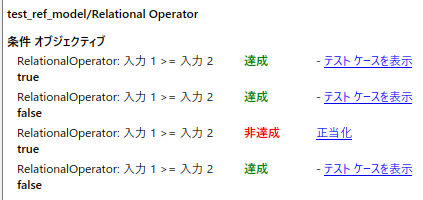 test_ref_model/Relational Operator
条件 オブジェクティブ
RelationalOperator: 入力 1 >= 入力 2 達成 - テスト ケースを表示
true
RelationalOperator: 入力 1 >= 入力 2 達成 - テスト ケースを表示
false
RelationalOperator: 入力 1 >= 入力 2 非達成 正当化
true
RelationalOperator: 入力 1 >= 入力 2 達成 - テスト ケースを表示
false